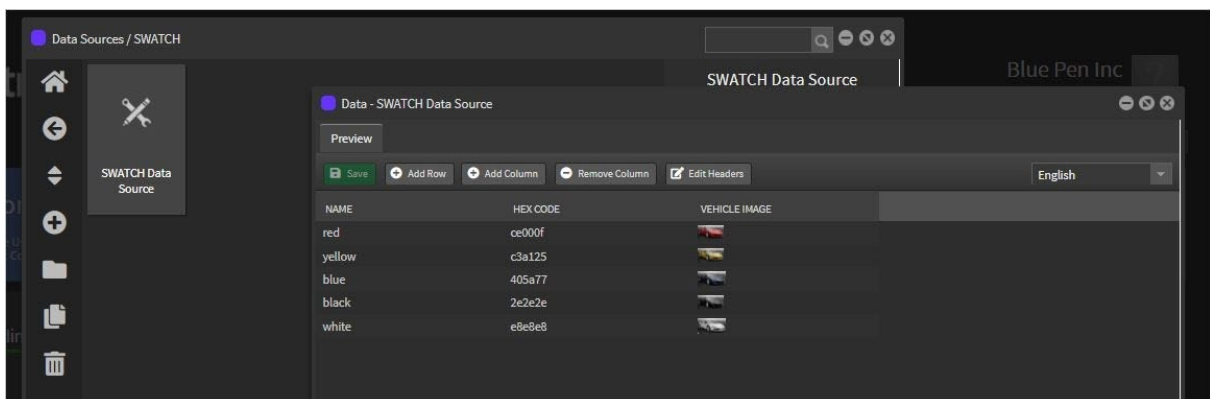 Data Sources / SWATCH
Blue Pen Inc
SWATCH Data Source
SWATCH Data
Source
Data - SWATCH Data Source
Preview
Save Add Row Add Column Remove Column Edit Headers English
NAME HEX CODE VEHICLE IMAGE
red ce000f
yellow c3a125
blue 405a77
black 2e2e2e
white e8e8e8